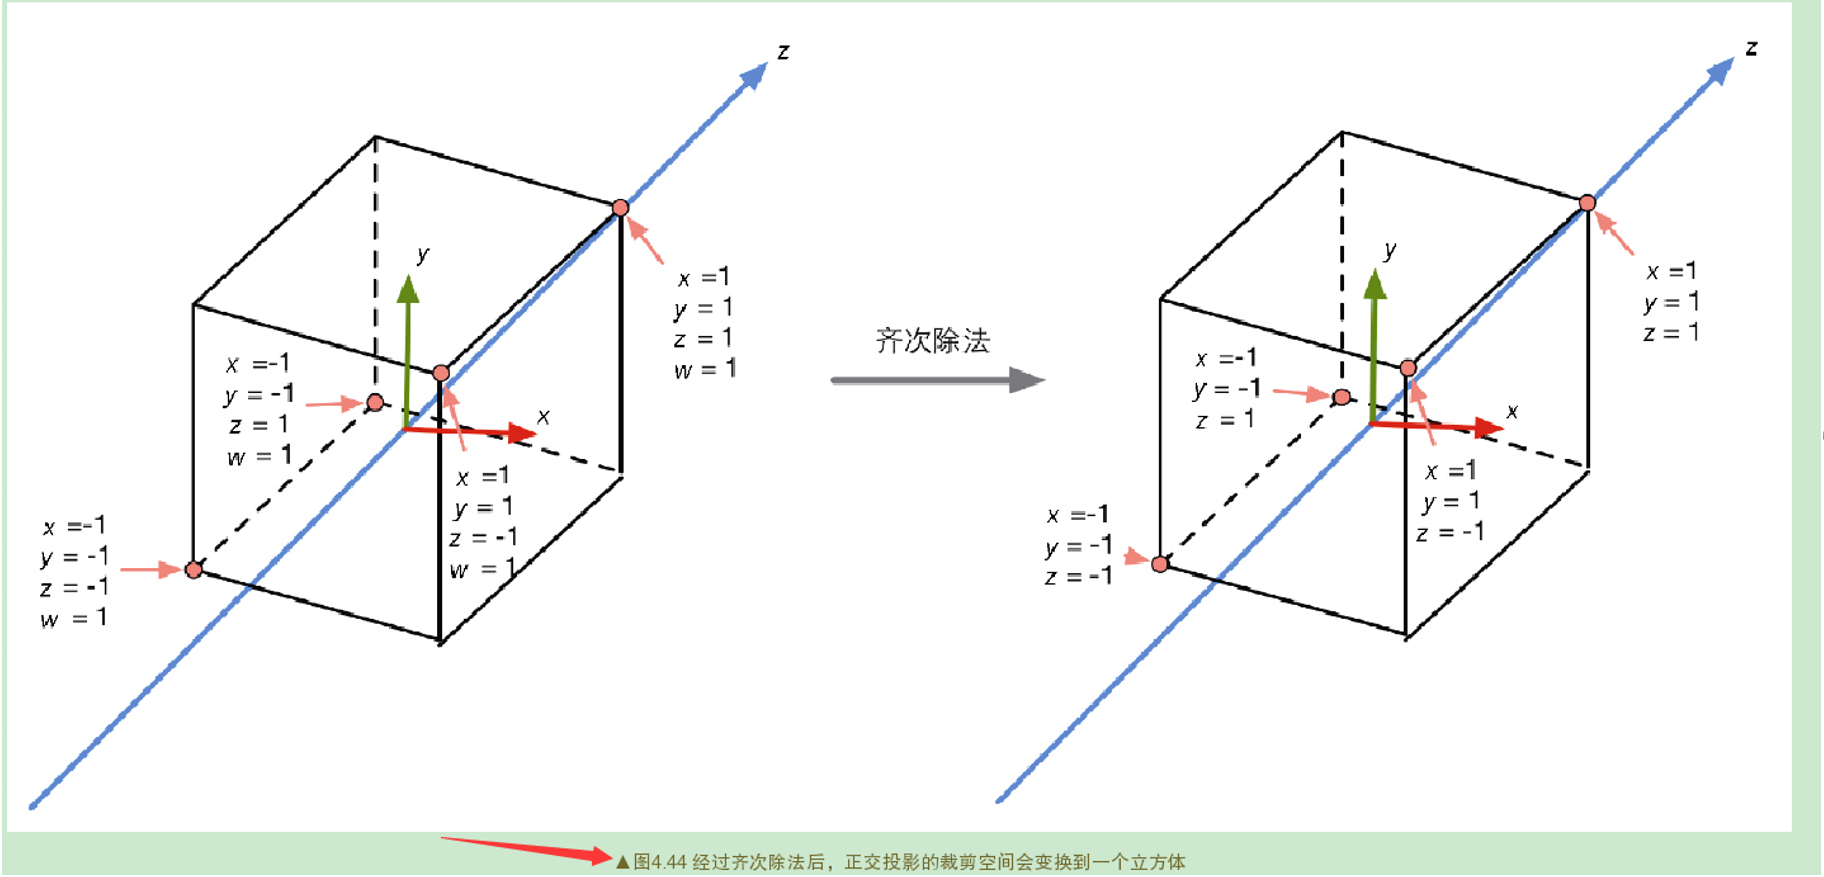 z
y
x =1
y = 1
z = 1
w = 1
x =-1
y = -1
z = 1
w = 1
x
x =1
y = 1
z = -1
w = 1
x =-1
y = -1
z = -1
w = 1
齐次除法
z
y
x =1
y = 1
z = 1
x =-1
y = -1
z = 1
x
x =1
y = 1
z = -1
x =-1
y = -1
z = -1
▲图4.44 经过齐次除法后，正交投影的裁剪空间会变换到一个立方体